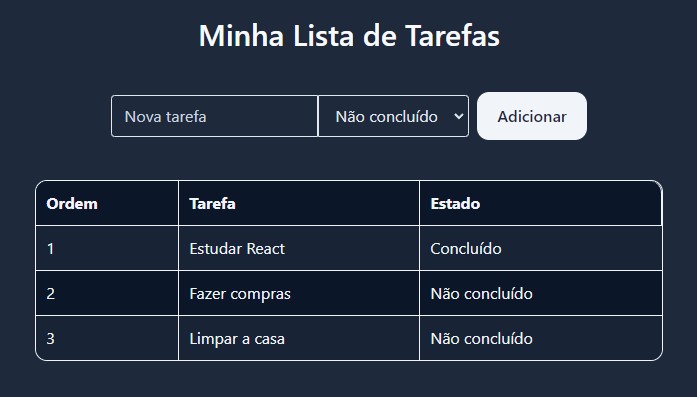 Minha Lista de Tarefas
Nova tarefa Não concluído Adicionar
Ordem Tarefa Estado
1 Estudar React Concluído
2 Fazer compras Não concluído
3 Limpar a casa Não concluído